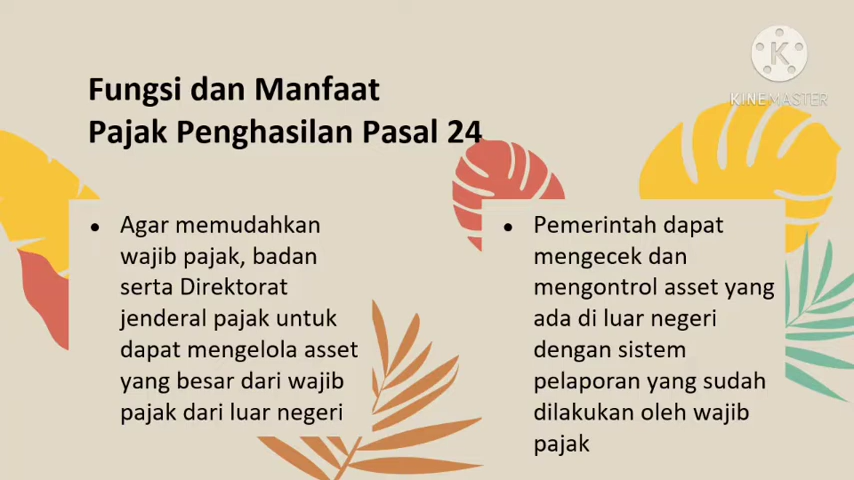 KINEMASTER
Fungsi dan Manfaat
Pajak Penghasilan Pasal 24
• Agar memudahkan
wajib pajak, badan
serta Direktorat
jenderal pajak untuk
dapat mengelola asset
yang besar dari wajib
pajak dari luar negeri
• Pemerintah dapat
mengecek dan
mengontrol asset yang
ada di luar negeri
dengan sistem
pelaporan yang sudah
dilakukan oleh wajib
pajak